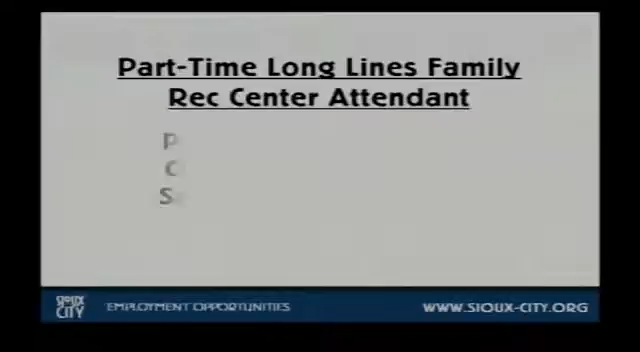 Part-Time Long Lines Family
Rec Center Attendant
P
C
S
SIOUX
CITY
EMPLOYMENT OPPORTUNITIES
WWW.SIOUX-CITY.ORG